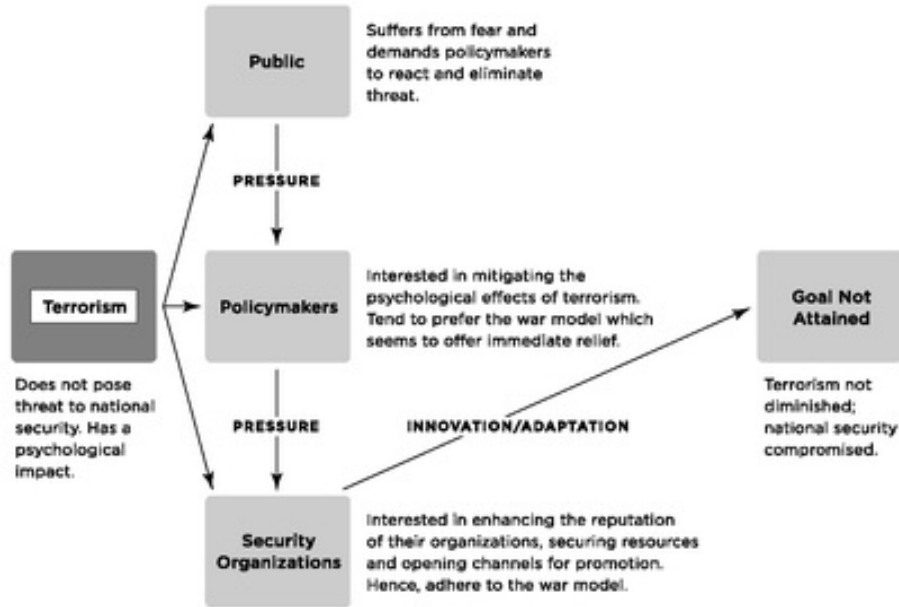 Public
Suffers from fear and
demands policymakers
to react and eliminate
threat.
PRESSURE
Terrorism
Does not pose
threat to national
security. Has a
psychological
impact.
Policymakers
Interested in mitigating the
psychological effects of terrorism.
Tend to prefer the war model which
seems to offer immediate relief.
Goal Not
Attained
Terrorism not
diminished;
national security
compromised.
PRESSURE
INNOVATION/ADAPTATION
Security
Organizations
Interested in enhancing the reputation
of their organizations, securing resources
and opening channels for promotion.
Hence, adhere to the war model.